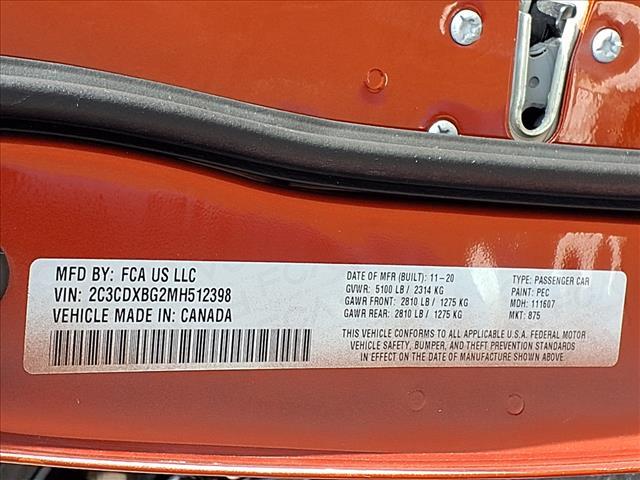 MFD BY: FCA US LLC
VIN: 2C3CDXBG2MH512398
VEHICLE MADE IN: CANADA
DATE OF MFR (BUILT): 11-20
GVWR: 5100 LB / 2314 KG
GAWR FRONT: 2810 LB / 1275 KG
GAWR REAR: 2810 LB / 1275 KG
TYPE: PASSENGER CAR
PAINT: PEC
MDH: 111607
MKT: 875
THIS VEHICLE CONFORMS TO ALL APPLICABLE U.S.A. FEDERAL MOTOR
VEHICLE SAFETY, BUMPER, AND THEFT PREVENTION STANDARDS
IN EFFECT ON THE DATE OF MANUFACTURE SHOWN ABOVE.